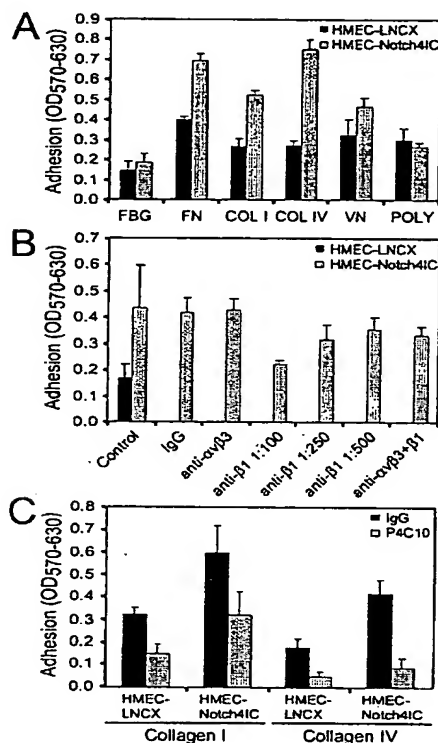 A
Adhesion (OD570-630)
0.9
0.8
0.7
0.6
0.5
0.4
0.3
0.2
0.1
0.0
HMEC-LNCX
HMEC-Notch4IC
FBG FN COL I COL IV VN POLY
B
Adhesion (OD570-630)
0.7
0.6
0.5
0.4
0.3
0.2
0.1
0.0
HMEC-LNCX
HMEC-Notch4IC
Control IgG anti-αvβ3 anti-β1 1:100 anti-β1 1:250 anti-β1 1:500 anti-αvβ3+β1
C
Adhesion (OD570-630)
0.8
0.7
0.6
0.5
0.4
0.3
0.2
0.1
0.0
IgG
P4C10
HMEC-LNCX HMEC-Notch4IC HMEC-LNCX HMEC-Notch4IC
Collagen I Collagen IV